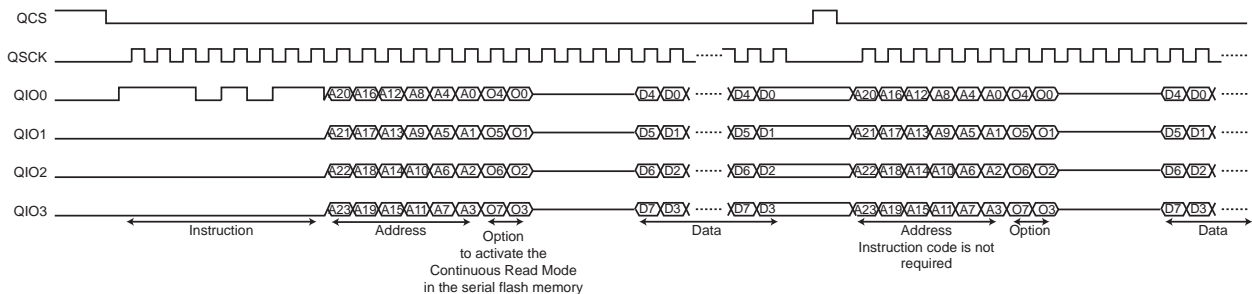 QCS
QSCK
QIO0 A20 A16 A12 A8 A4 A0 O4 O0 D4 D0 D4 D0 A20 A16 A12 A8 A4 A0 O4 O0 D4 D0
QIO1 A21 A17 A13 A9 A5 A1 O5 O1 D5 D1 D5 D1 A21 A17 A13 A9 A5 A1 O5 O1 D5 D1
QIO2 A22 A18 A14 A10 A6 A2 O6 O2 D6 D2 D6 D2 A22 A18 A14 A10 A6 A2 O6 O2 D6 D2
QIO3 A23 A19 A15 A11 A7 A3 O7 O3 D7 D3 D7 D3 A23 A19 A15 A11 A7 A3 O7 O3 D7 D3
Instruction Address Option Data Address Option Data
to activate the
Continuous Read Mode
in the serial flash memory
Instruction code is not
required